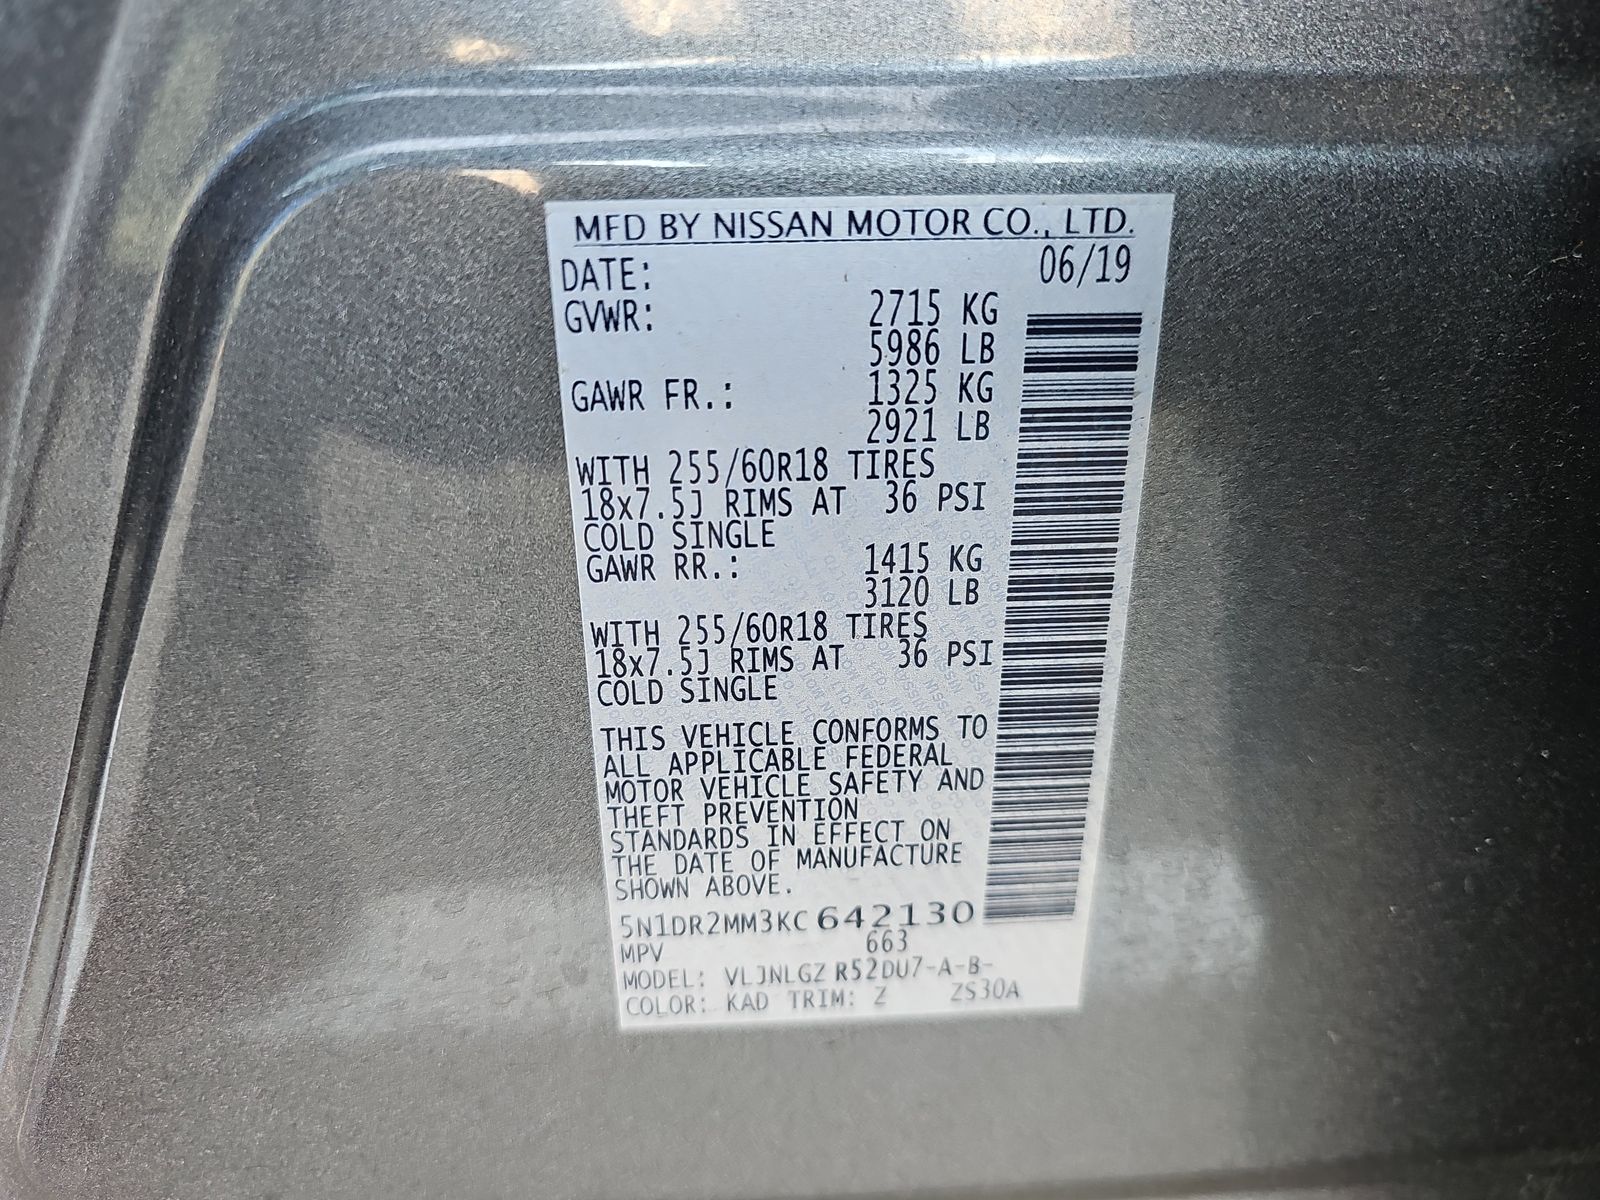 MFD BY NISSAN MOTOR CO., LTD.
DATE: 06/19
GVWR: 2715 KG
5986 LB
GAWR FR.: 1325 KG
2921 LB
WITH 255/60R18 TIRES
18x7.5J RIMS AT 36 PSI
COLD SINGLE
GAWR RR.: 1415 KG
3120 LB
WITH 255/60R18 TIRES
18x7.5J RIMS AT 36 PSI
COLD SINGLE
THIS VEHICLE CONFORMS TO
ALL APPLICABLE FEDERAL
MOTOR VEHICLE SAFETY AND
THEFT PREVENTION
STANDARDS IN EFFECT ON
THE DATE OF MANUFACTURE
SHOWN ABOVE.
5N1DR2MM3KC642130
MPV 663
MODEL: VLJNLGZ R52DU7-A-B-
COLOR: KAD TRIM: Z ZS30A